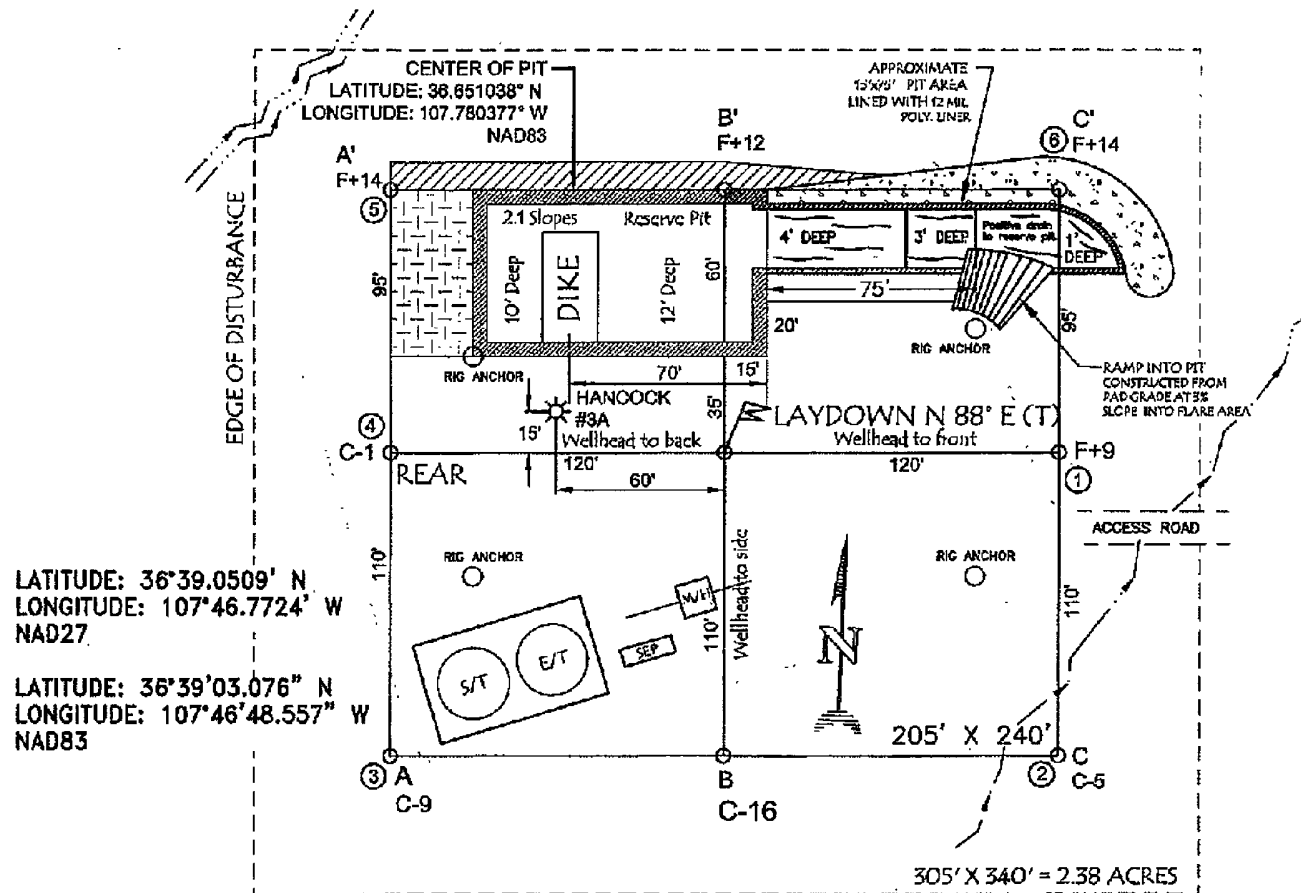 CENTER OF PIT
LATITUDE: 36.651038° N
LONGITUDE: 107.780377° W
NAD83
APPROXIMATE
PIT AREA
LINED WITH 12 MIL
POLY. LINER
A'
F+14
B'
F+12
C'
6 F+14
5
2:1 Slopes
Reserve Pit
4' DEEP
3' DEEP
Positive drain
to reserve pit.
1'
DEEP
EDGE OF DISTURBANCE
95'
10' Deep
DIKE
12' Deep
60'
75'
20'
95'
RIG ANCHOR
RIG ANCHOR
RAMP INTO PIT
CONSTRUCTED FROM
PAD GRADE AT 5%
SLOPE INTO FLARE AREA
70'
15'
35'
HANCOCK
#3A
15'
LAYDOWN N 88° E (T)
4
C-1
Wellhead to back
Wellhead to front
F+9
1
REAR
120'
120'
60'
ACCESS ROAD
RIG ANCHOR
RIG ANCHOR
110'
110'
110'
Wellhead to side
LATITUDE: 36°39.0509' N
LONGITUDE: 107°46.7724' W
NAD27
LATITUDE: 36°39'03.076" N
LONGITUDE: 107°46'48.557" W
NAD83
W/H
SEP
S/T
E/T
N
205' X 240'
3 A
C-9
B
C-16
2 C
C-5
305' X 340' = 2.38 ACRES